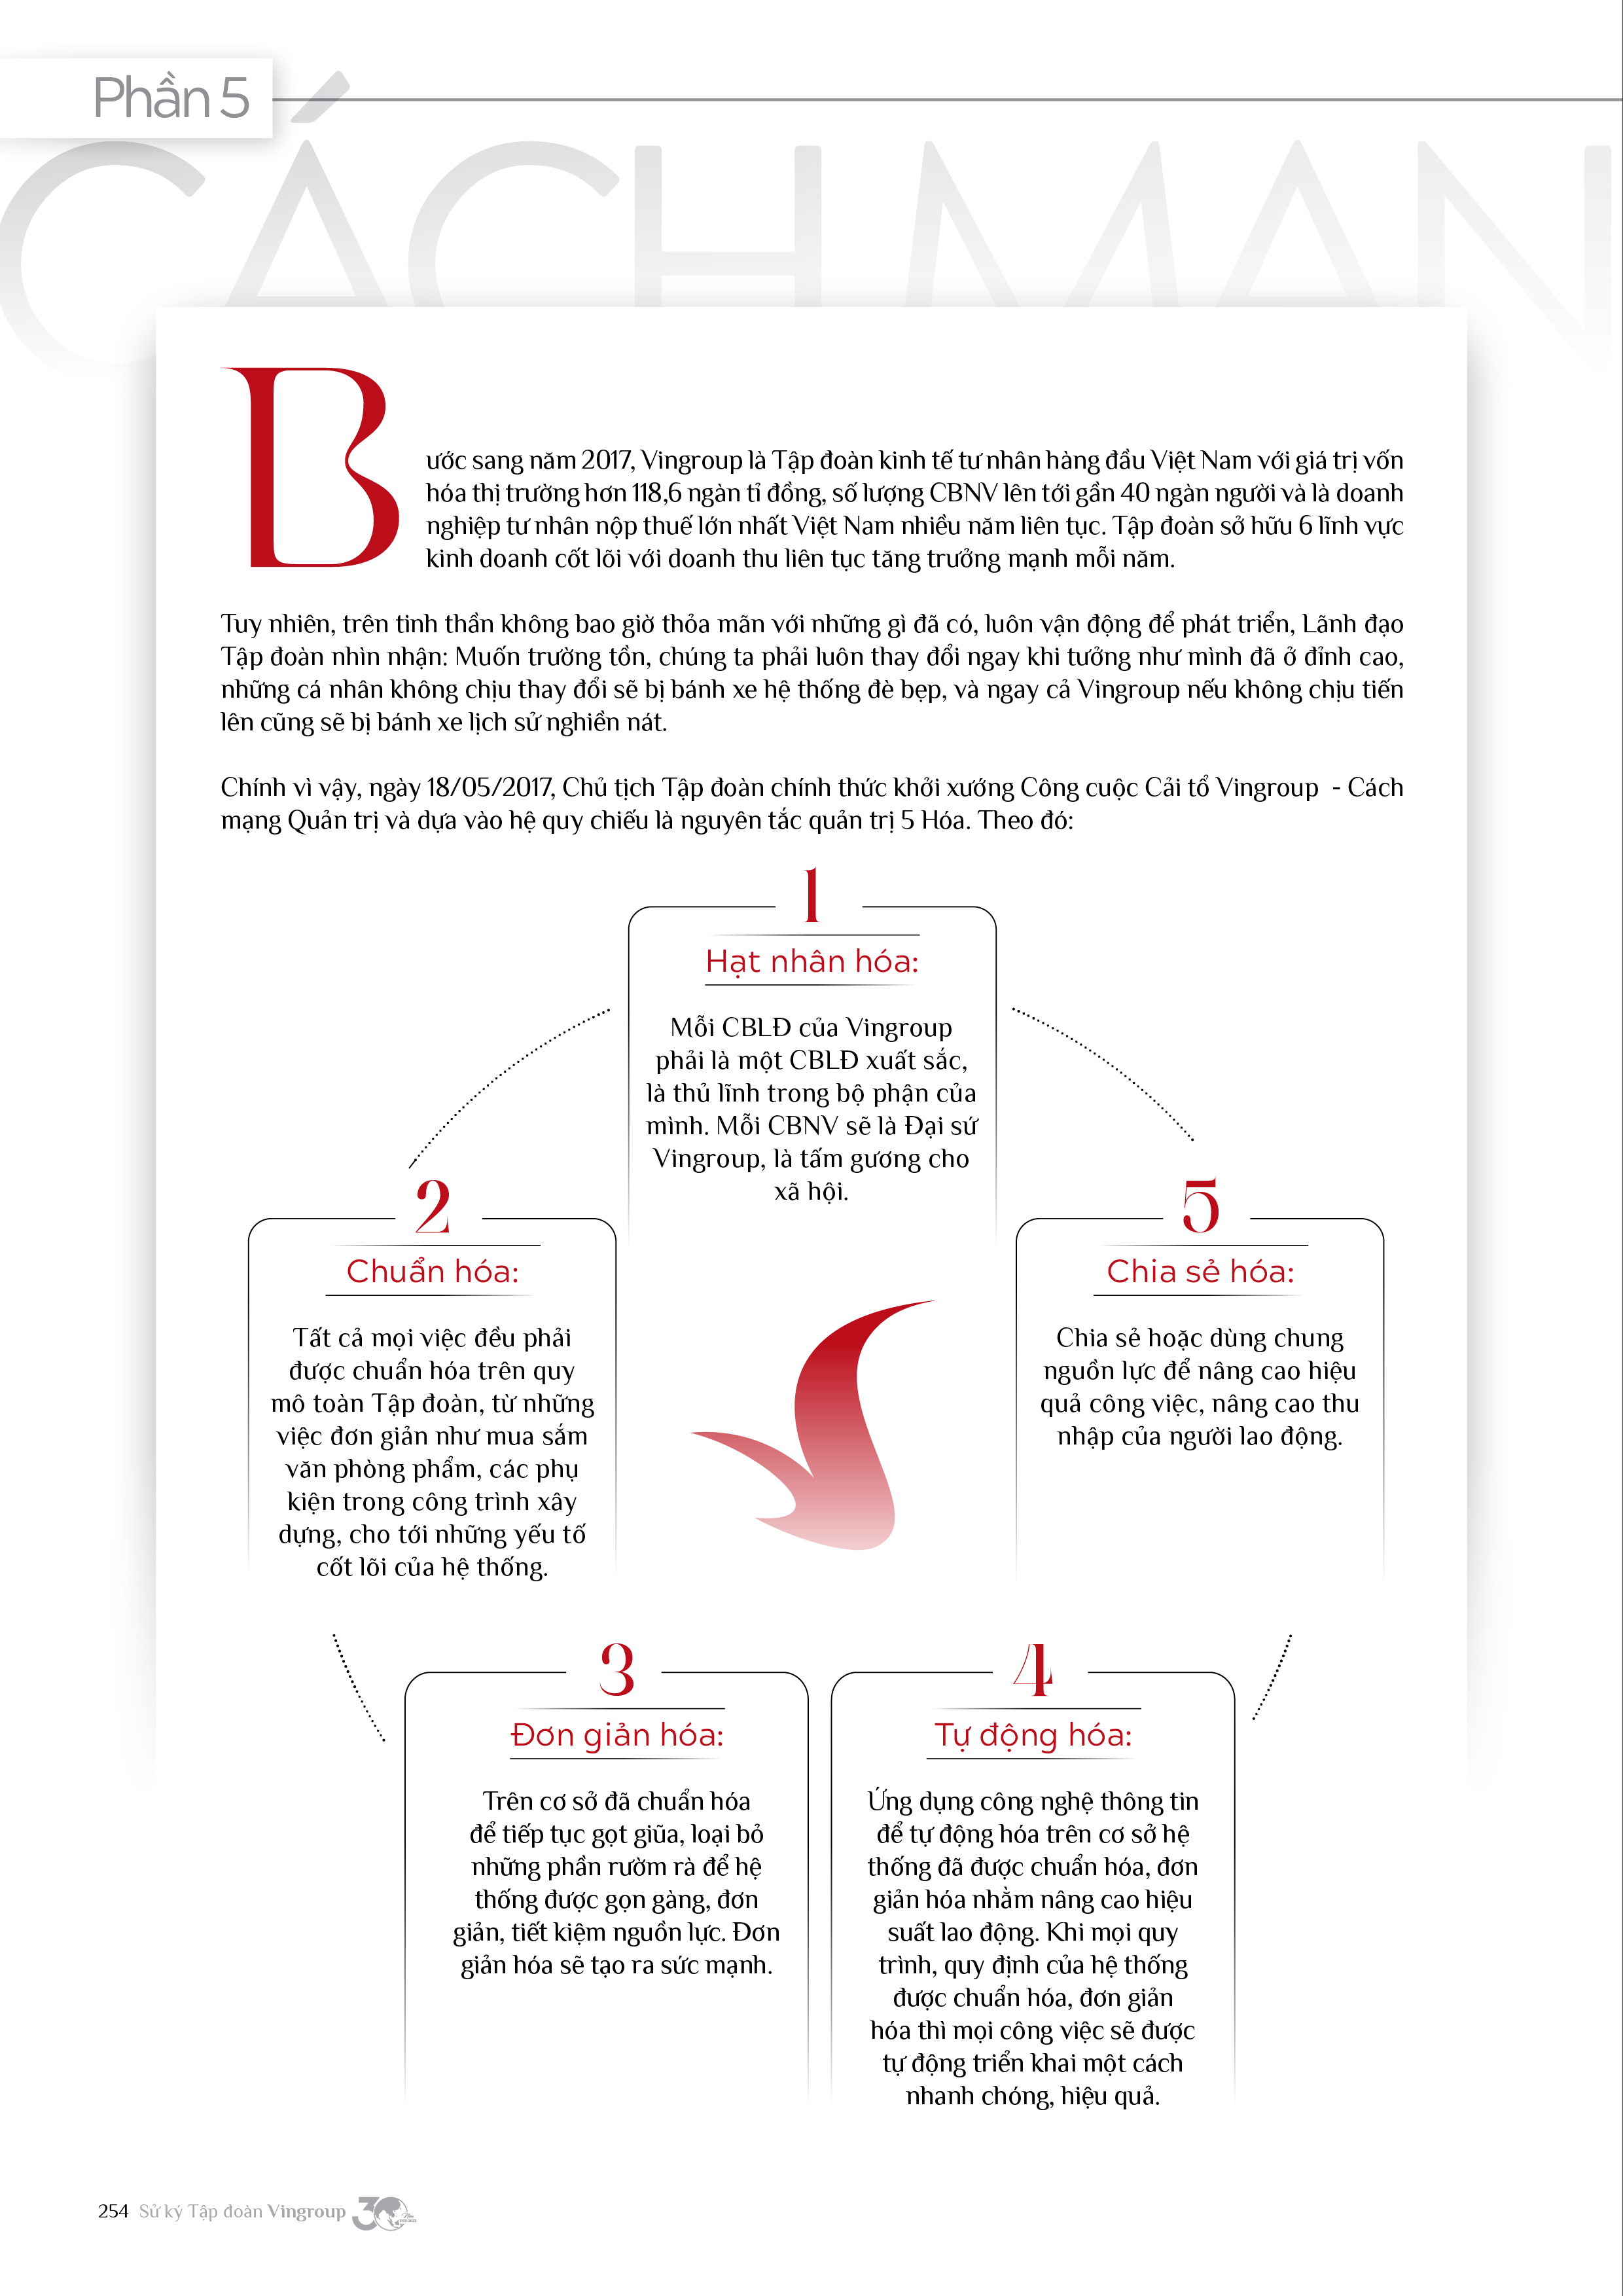 Phần 5
CÁCH MẠN
Bước sang năm 2017, Vingroup là Tập đoàn kinh tế tư nhân hàng đầu Việt Nam với giá trị vốn
hóa thị trường hơn 118,6 ngàn tỉ đồng, số lượng CBNV lên tới gần 40 ngàn người và là doanh
nghiệp tư nhân nộp thuế lớn nhất Việt Nam nhiều năm liên tục. Tập đoàn sở hữu 6 lĩnh vực
kinh doanh cốt lõi với doanh thu liên tục tăng trưởng mạnh mỗi năm.
Tuy nhiên, trên tinh thần không bao giờ thỏa mãn với những gì đã có, luôn vận động để phát triển, Lãnh đạo
Tập đoàn nhìn nhận: Muốn trường tồn, chúng ta phải luôn thay đổi ngay khi tưởng như mình đã ở đỉnh cao,
những cá nhân không chịu thay đổi sẽ bị bánh xe hệ thống đè bẹp, và ngay cả Vingroup nếu không chịu tiến
lên cũng sẽ bị bánh xe lịch sử nghiền nát.
Chính vì vậy, ngày 18/05/2017, Chủ tịch Tập đoàn chính thức khởi xướng Công cuộc Cải tổ Vingroup - Cách
mạng Quản trị và dựa vào hệ quy chiếu là nguyên tắc quản trị 5 Hóa. Theo đó:
1
Hạt nhân hóa:
Mỗi CBLĐ của Vingroup
phải là một CBLĐ xuất sắc,
là thủ lĩnh trong bộ phận của
mình. Mỗi CBNV sẽ là Đại sứ
Vingroup, là tấm gương cho
xã hội.
2
Chuẩn hóa:
Tất cả mọi việc đều phải
được chuẩn hóa trên quy
mô toàn Tập đoàn, từ những
việc đơn giản như mua sắm
văn phòng phẩm, các phụ
kiện trong công trình xây
dựng, cho tới những yếu tố
cốt lõi của hệ thống.
3
Đơn giản hóa:
Trên cơ sở đã chuẩn hóa
để tiếp tục gọt giũa, loại bỏ
những phần rườm rà để hệ
thống được gọn gàng, đơn
giản, tiết kiệm nguồn lực. Đơn
giản hóa sẽ tạo ra sức mạnh.
4
Tự động hóa:
Ứng dụng công nghệ thông tin
để tự động hóa trên cơ sở hệ
thống đã được chuẩn hóa, đơn
giản hóa nhằm nâng cao hiệu
suất lao động. Khi mọi quy
trình, quy định của hệ thống
được chuẩn hóa, đơn giản
hóa thì mọi công việc sẽ được
tự động triển khai một cách
nhanh chóng, hiệu quả.
5
Chia sẻ hóa:
Chia sẻ hoặc dùng chung
nguồn lực để nâng cao hiệu
quả công việc, nâng cao thu
nhập của người lao động.
254 Sử ký Tập đoàn Vingroup 30